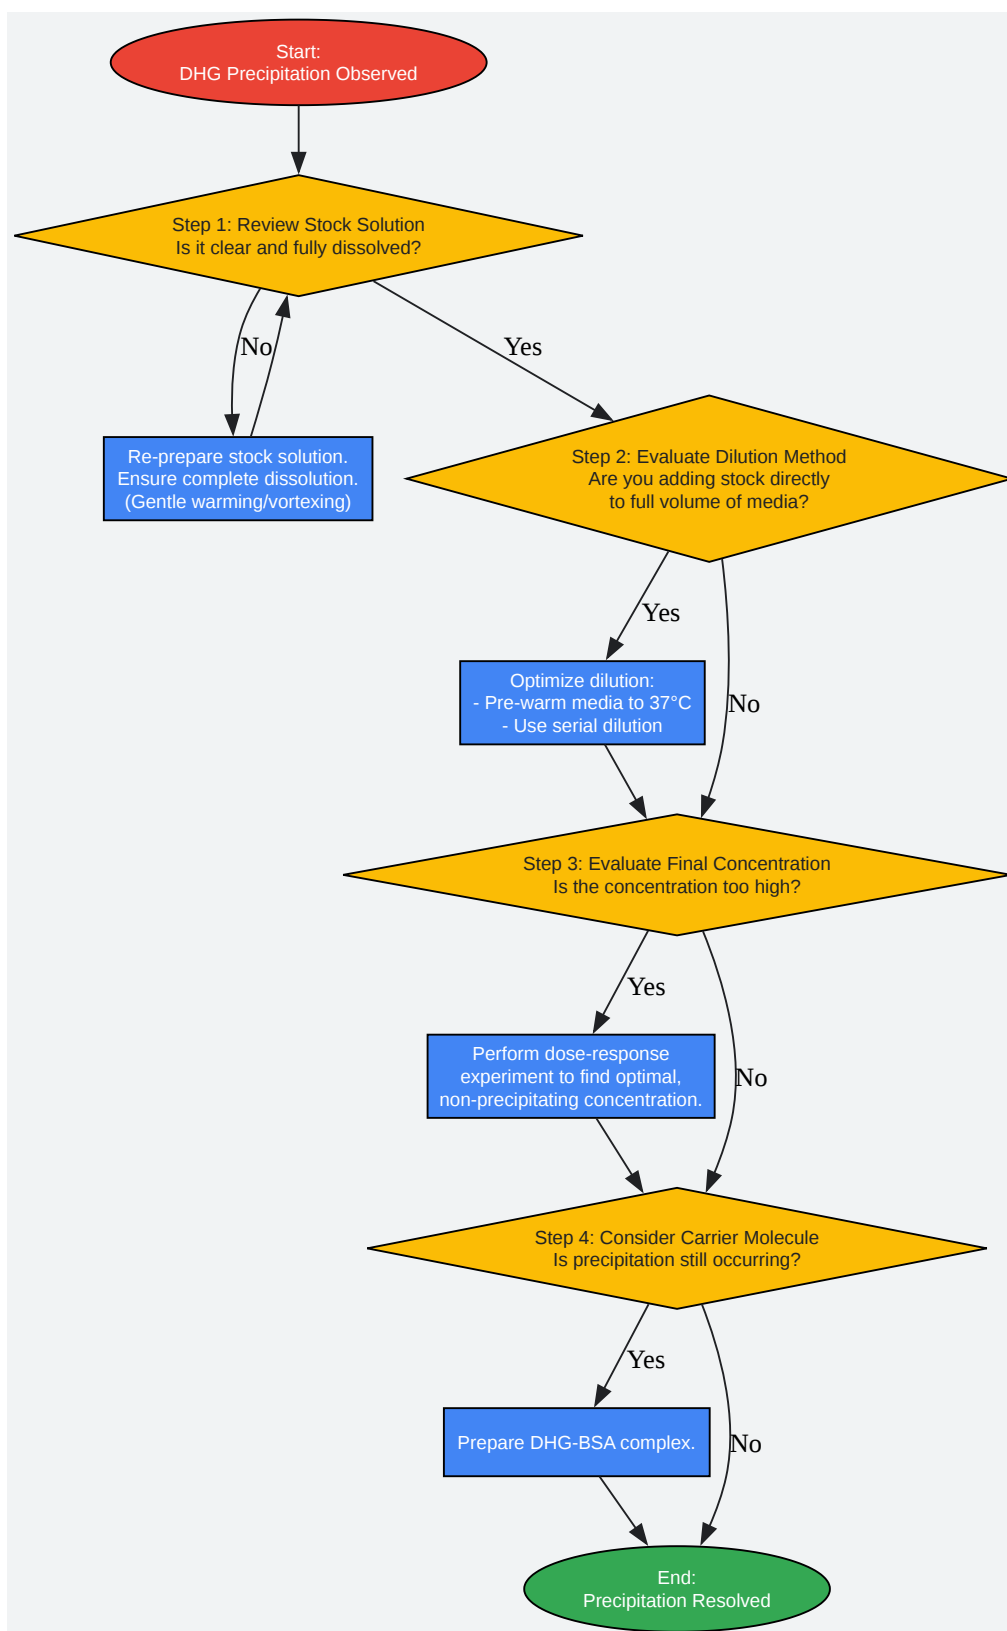 Start:
DHG Precipitation Observed
Step 1: Review Stock Solution
Is it clear and fully dissolved?
No
Yes
Re-prepare stock solution.
Ensure complete dissolution.
(Gentle warming/vortexing)
Step 2: Evaluate Dilution Method
Are you adding stock directly
to full volume of media?
Yes
No
Optimize dilution:
- Pre-warm media to 37°C
- Use serial dilution
Step 3: Evaluate Final Concentration
Is the concentration too high?
Yes
No
Perform dose-response
experiment to find optimal,
non-precipitating concentration.
Step 4: Consider Carrier Molecule
Is precipitation still occurring?
Yes
No
Prepare DHG-BSA complex.
End:
Precipitation Resolved